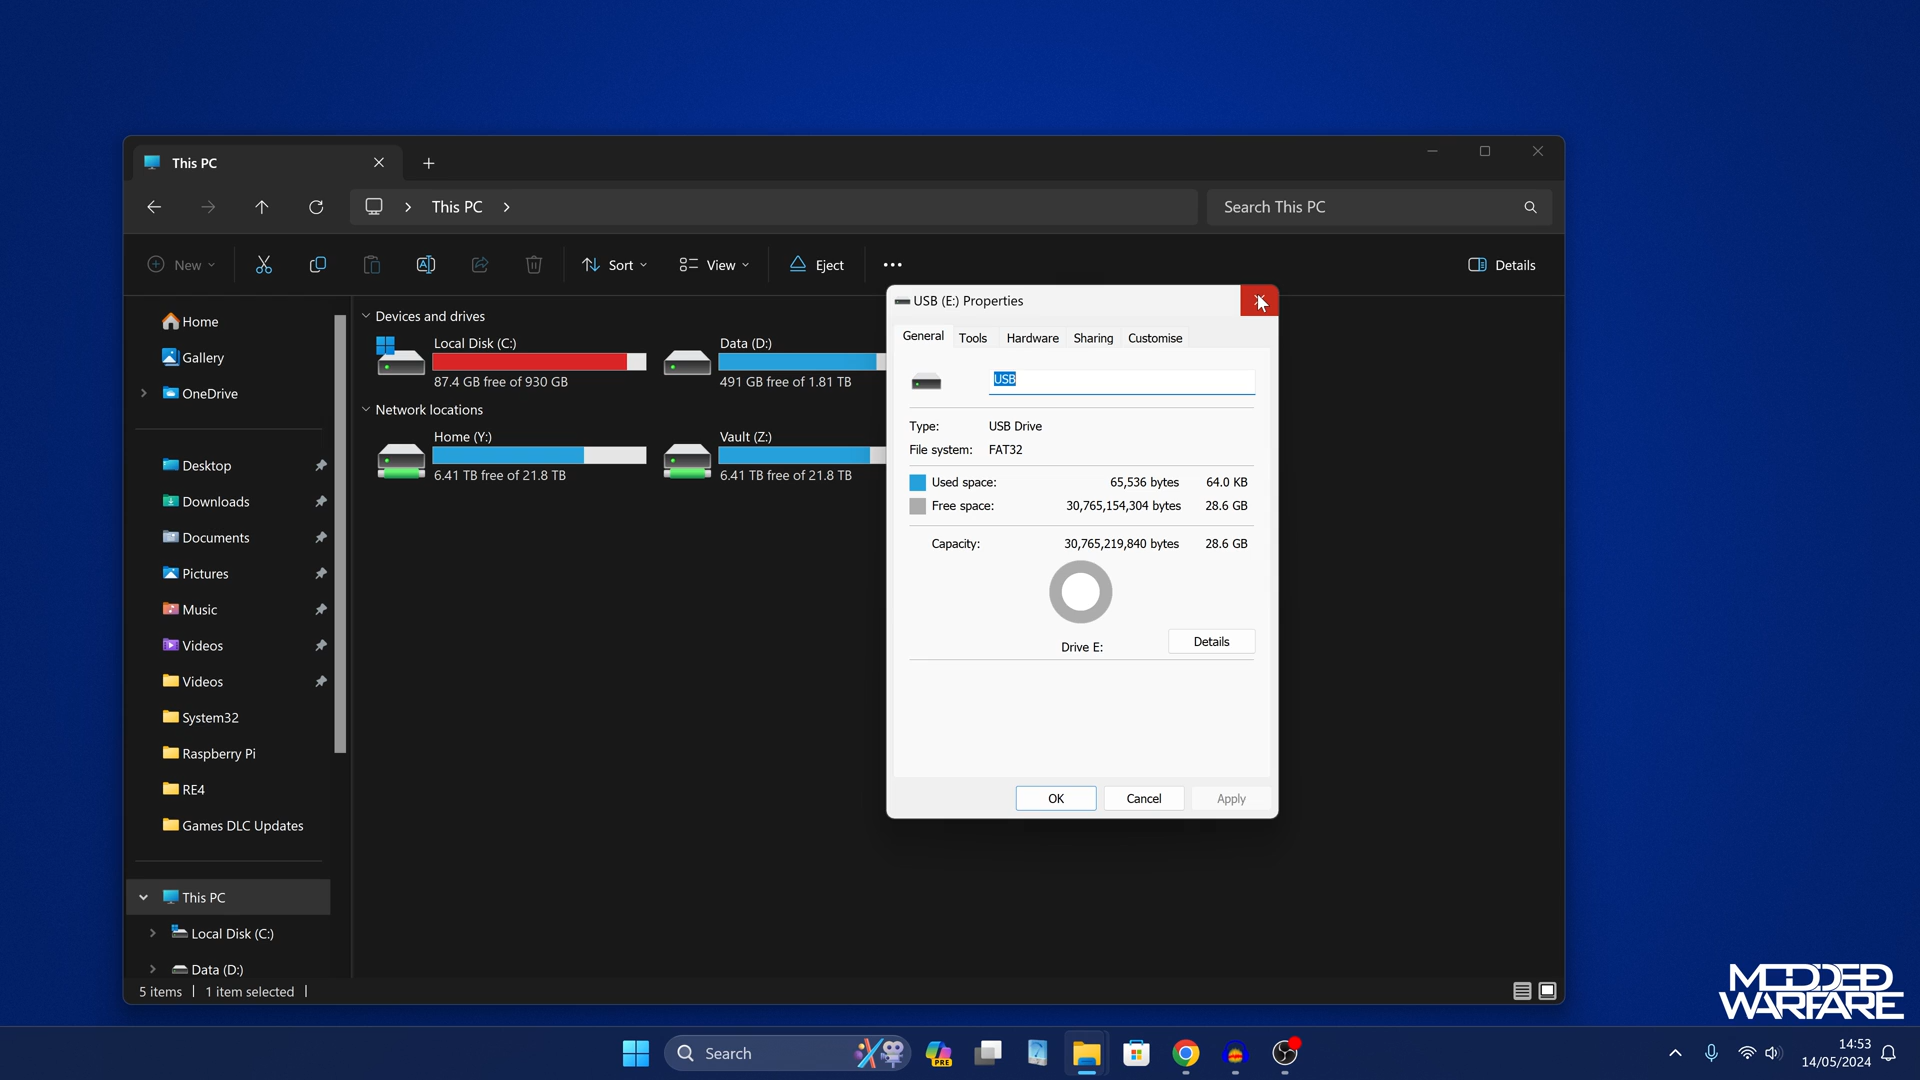 This PC
This PC
Search This PC
New
Sort
View
Eject
Details
Home
Gallery
OneDrive
Desktop
Downloads
Documents
Pictures
Music
Videos
Videos
System32
Raspberry Pi
RE4
Games DLC Updates
This PC
Local Disk (C:)
Data (D:)
5 items
1 item selected
Devices and drives
Local Disk (C:)
87.4 GB free of 930 GB
Data (D:)
491 GB free of 1.81 TB
Network locations
Home (Y:)
6.41 TB free of 21.8 TB
Vault (Z:)
6.41 TB free of 21.8 TB
USB (E:) Properties
General Tools Hardware Sharing Customise
USB
Type: USB Drive
File system: FAT32
Used space: 65,536 bytes 64.0 KB
Free space: 30,765,154,304 bytes 28.6 GB
Capacity: 30,765,219,840 bytes 28.6 GB
Drive E:
Details
OK Cancel Apply
MODDED
WARFARE
Search
PRE
14:53
14/05/2024